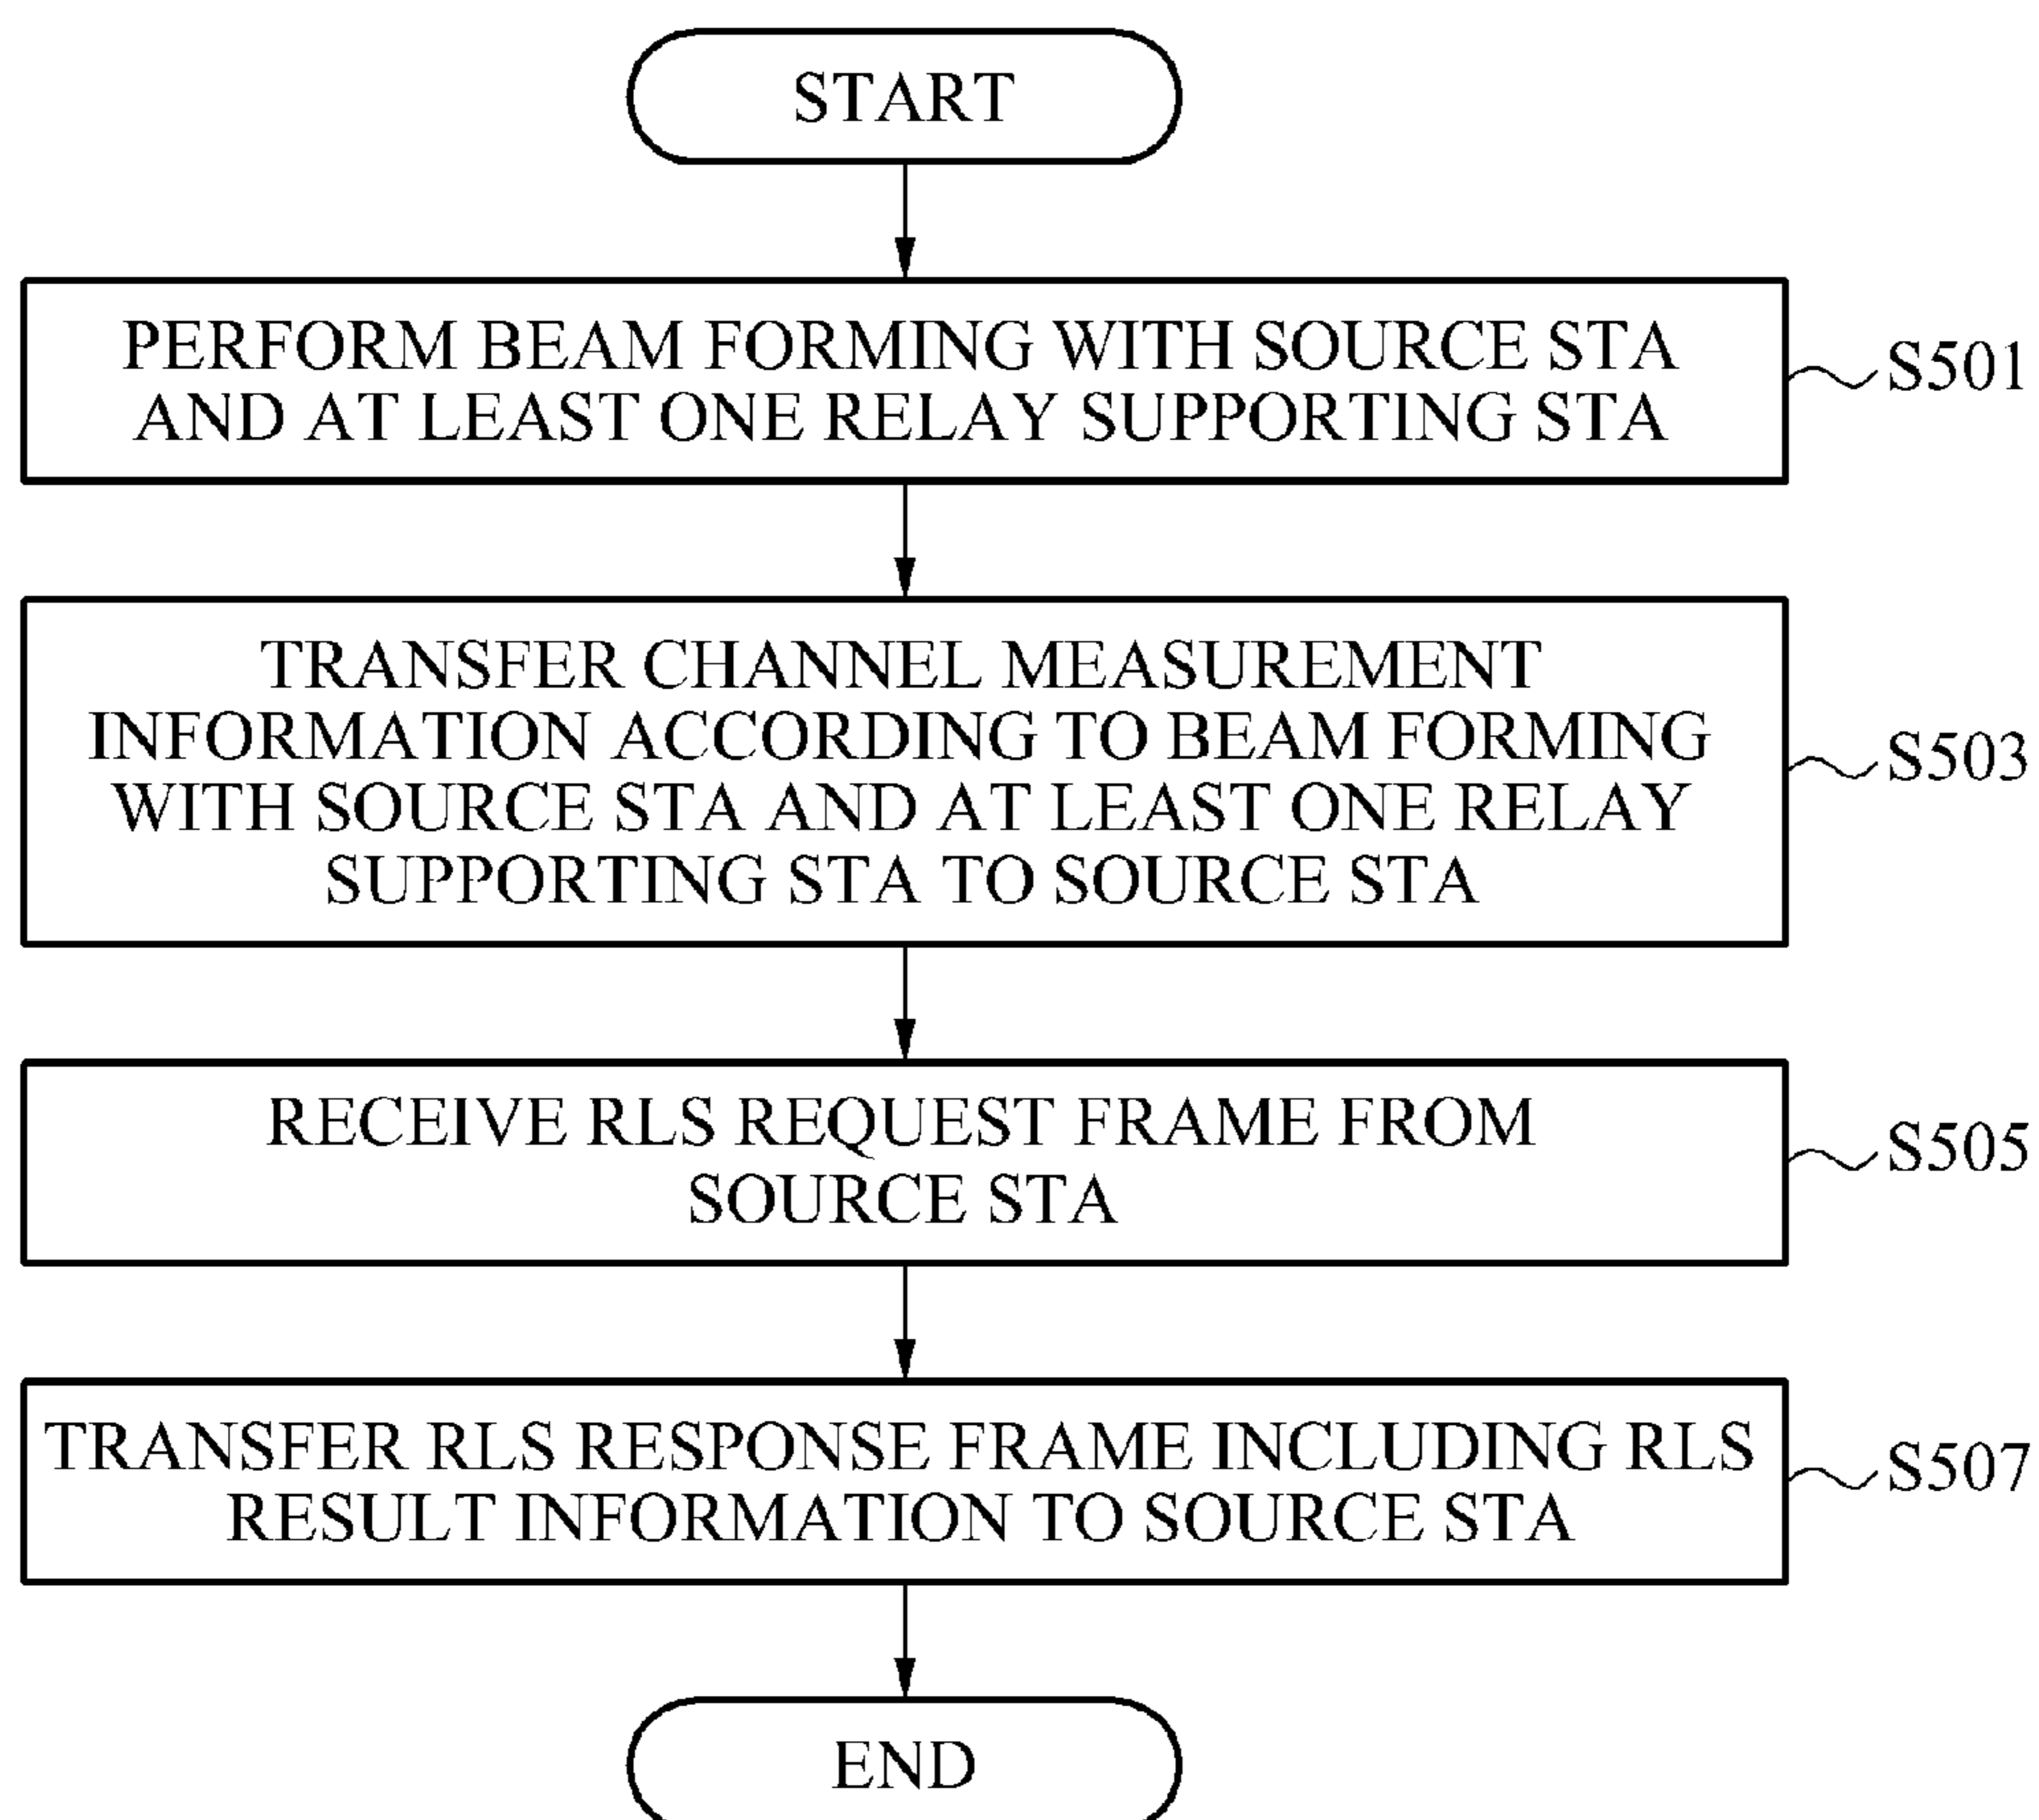 START
PERFORM BEAM FORMING WITH SOURCE STA
AND AT LEAST ONE RELAY SUPPORTING STA
S501
TRANSFER CHANNEL MEASUREMENT
INFORMATION ACCORDING TO BEAM FORMING
WITH SOURCE STA AND AT LEAST ONE RELAY
SUPPORTING STA TO SOURCE STA
S503
RECEIVE RLS REQUEST FRAME FROM
SOURCE STA
S505
TRANSFER RLS RESPONSE FRAME INCLUDING RLS
RESULT INFORMATION TO SOURCE STA
S507
END